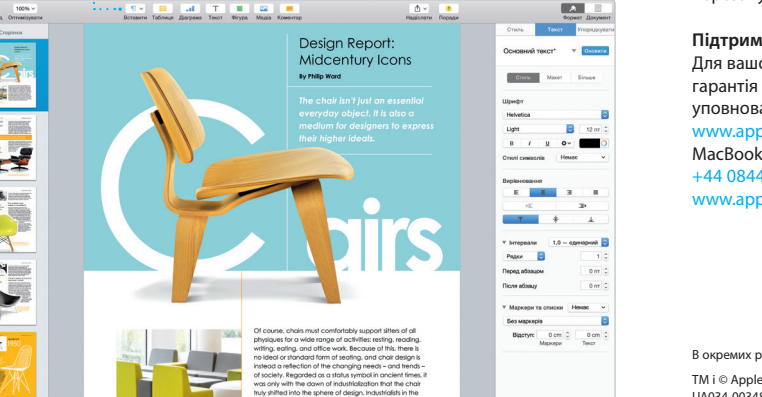 100%
Оптимізувати
Вставити Таблиця Діаграма Текст Фігура Медіа Коментар
Надіслати Поради
Формат Документ
Сторінки
Design Report:
Midcentury Icons
By Philip Ward
The chair isn't just an essential
everyday object. It is also a
medium for designers to express
their higher ideals.
Chairs
Of course, chairs must comfortably support sitters of all
physiques for a wide range of activities: resting, reading,
writing, eating, and office work. Because of this, there is
no ideal or standard form of seating, and chair design is
instead a reflection of the changing needs – and trends –
of society. Regarded as a status symbol in ancient times, it
was only with the dawn of industrialization that the chair
truly shifted into the sphere of design. Industrialists in the
Стиль Текст Упорядкувати
Основний текст* Оновити
Стиль Макет Більше
Шрифт
Helvetica
Light 12 пт
B I U
Стилі символів Немає
Вирівнювання
Інтервали 1,0 – одинарний
Рядки 1
Перед абзацом 0 пт
Після абзацу 0 пт
Маркери та списки Немає
Без маркерів
Відступ: 0 cm 0 cm
Маркери Текст
Підтрим
Для вашо
гарантія
уповнова
www.app
MacBook
+44 0844
www.app
В окремих р
TM і © Apple